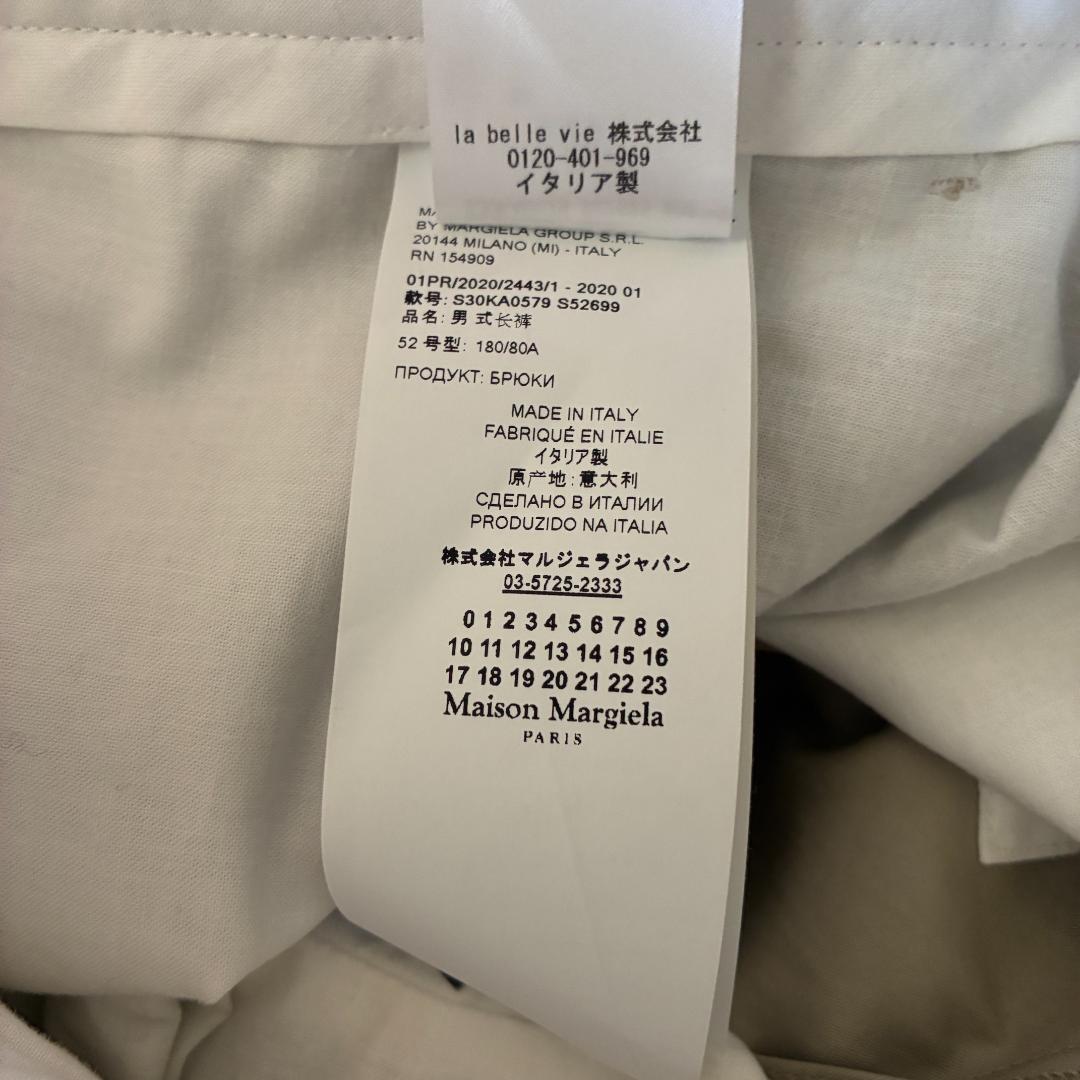 la belle vie 株式会社
0120-401-969
イタリア製
BY MARGIELA GROUP S.R.L.
20144 MILANO (MI) - ITALY
RN 154909
01PR/2020/2443/1 - 2020 01
款号: S30KA0579 S52699
品名: 男 式长裤
52 号型: 180/80A
ПРОДУКТ: БРЮКИ
MADE IN ITALY
FABRIQUÉ EN ITALIE
イタリア製
原产地: 意大利
СДЕЛАНО В ИТАЛИИ
PRODUZIDO NA ITALIA
株式会社マルジェラジャパン
03-5725-2333
0 1 2 3 4 5 6 7 8 9
10 11 12 13 14 15 16
17 18 19 20 21 22 23
Maison Margiela
PARIS